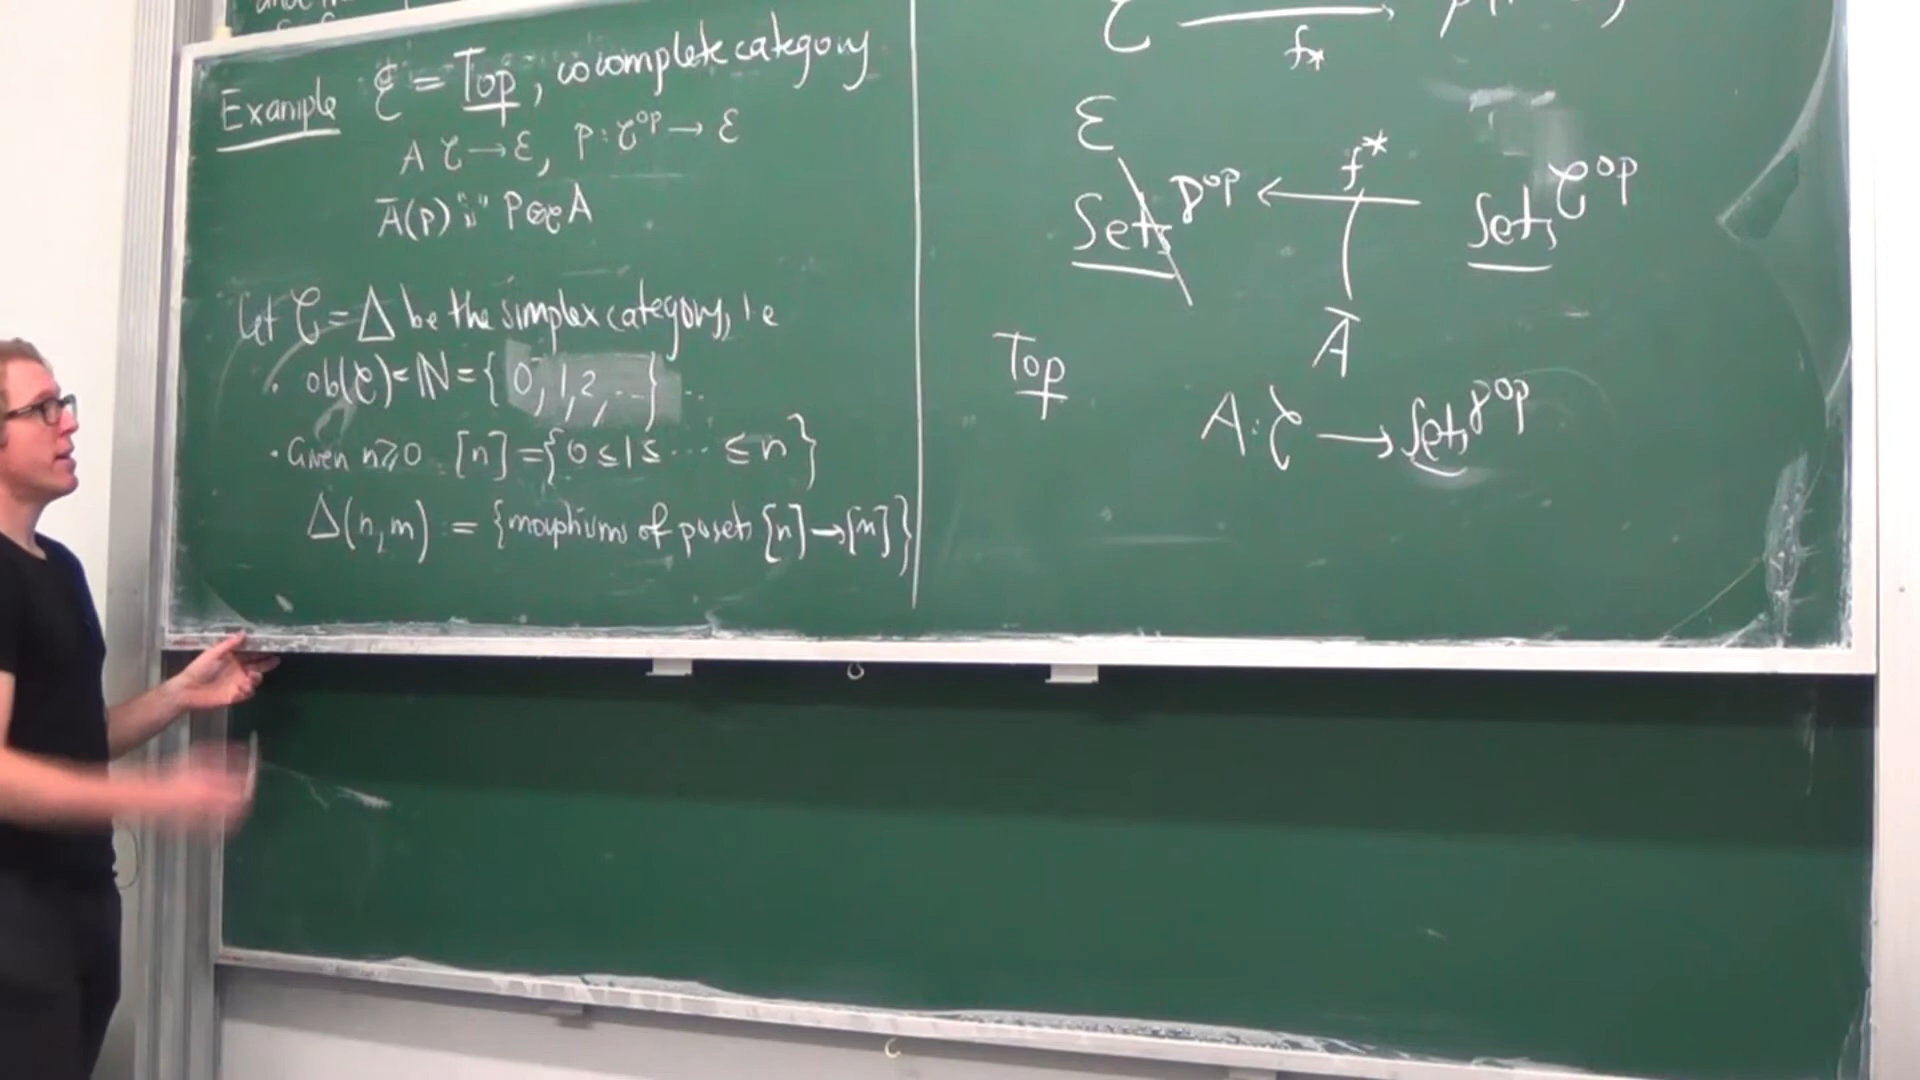 Example ℰ = Top, cocomplete category
A 𝒞 → ℰ, P : 𝒞^op → ℰ
Ā(P) "=" P ⊗_𝒞 A
Let 𝒞 = Δ be the simplex category, i e
· ob(𝒞) = ℕ = {0, 1, 2, ...} ..
· Given n ≥ 0 [n] = {0 ≤ 1 ≤ ··· ≤ n}
Δ(n, m) := {morphisms of posets [n] → [m]}
𝒞 ⟶ f_*
ℰ
Sets^𝒟^op ← f^* Sets^𝒞^op
Ā
Top
A : 𝒞 → Sets^𝒟^op